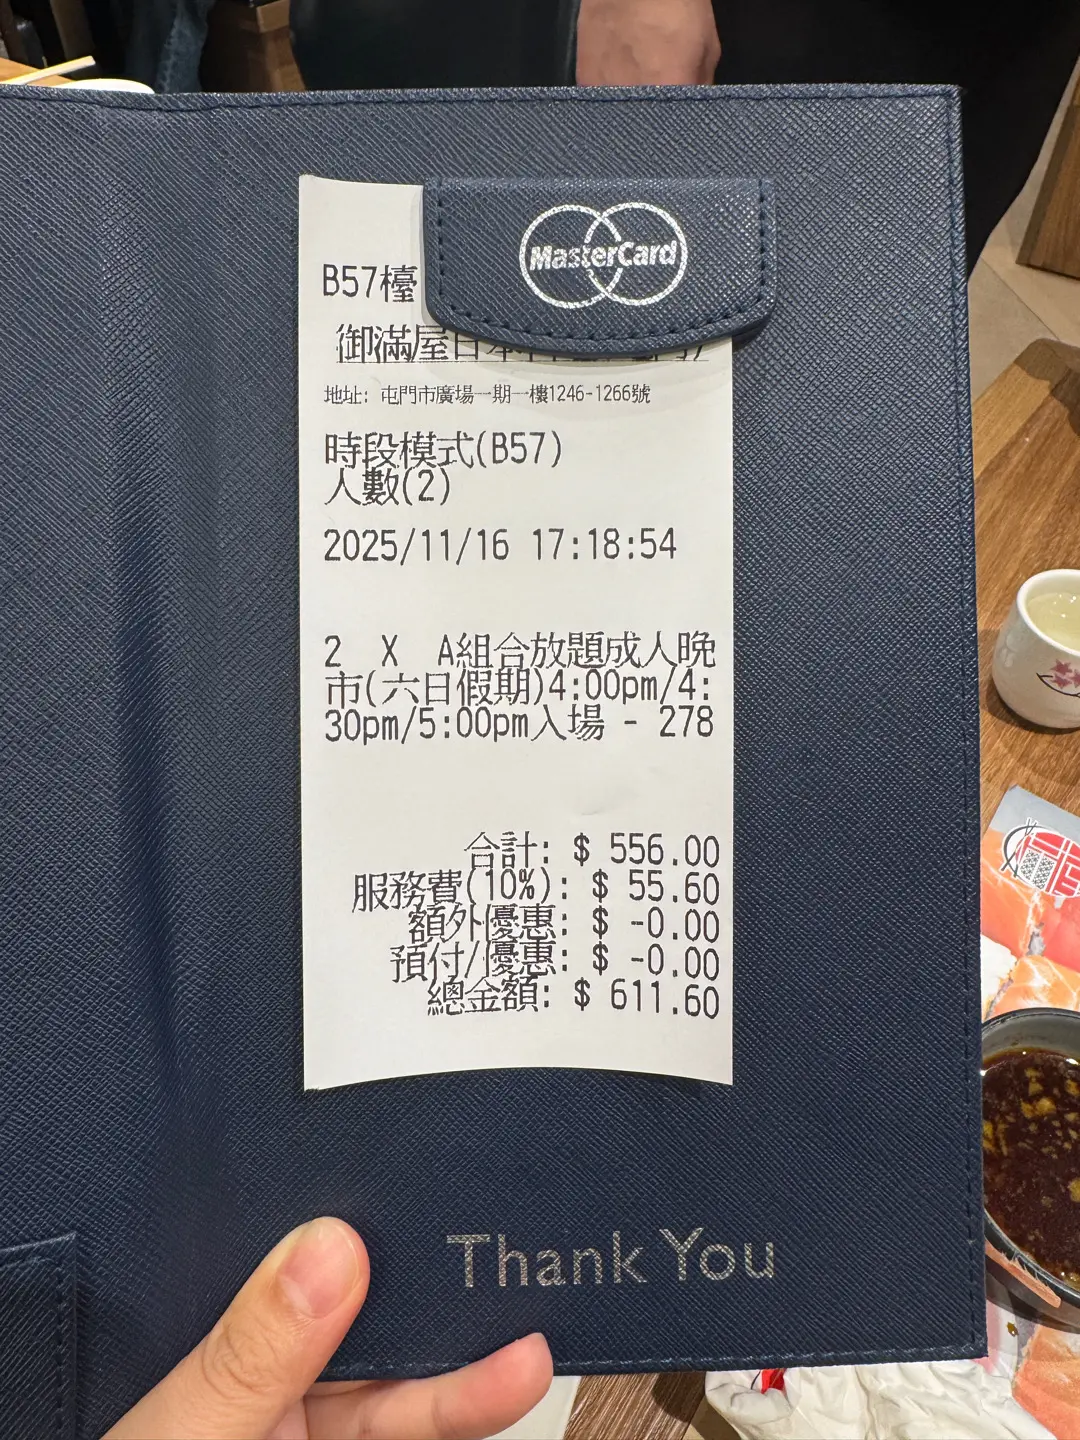 MasterCard
B57檯
御滿屋日本
地址: 屯門市廣場一期一樓1246-1266號
時段模式(B57)
人數(2)
2025/11/16 17:18:54
2 X A組合放題成人晚
市(六日假期)4:00pm/4:
30pm/5:00pm入場 - 278
合計: $ 556.00
服務費(10%): $ 55.60
額外優惠: $ -0.00
預付/優惠: $ -0.00
總金額: $ 611.60
Thank You